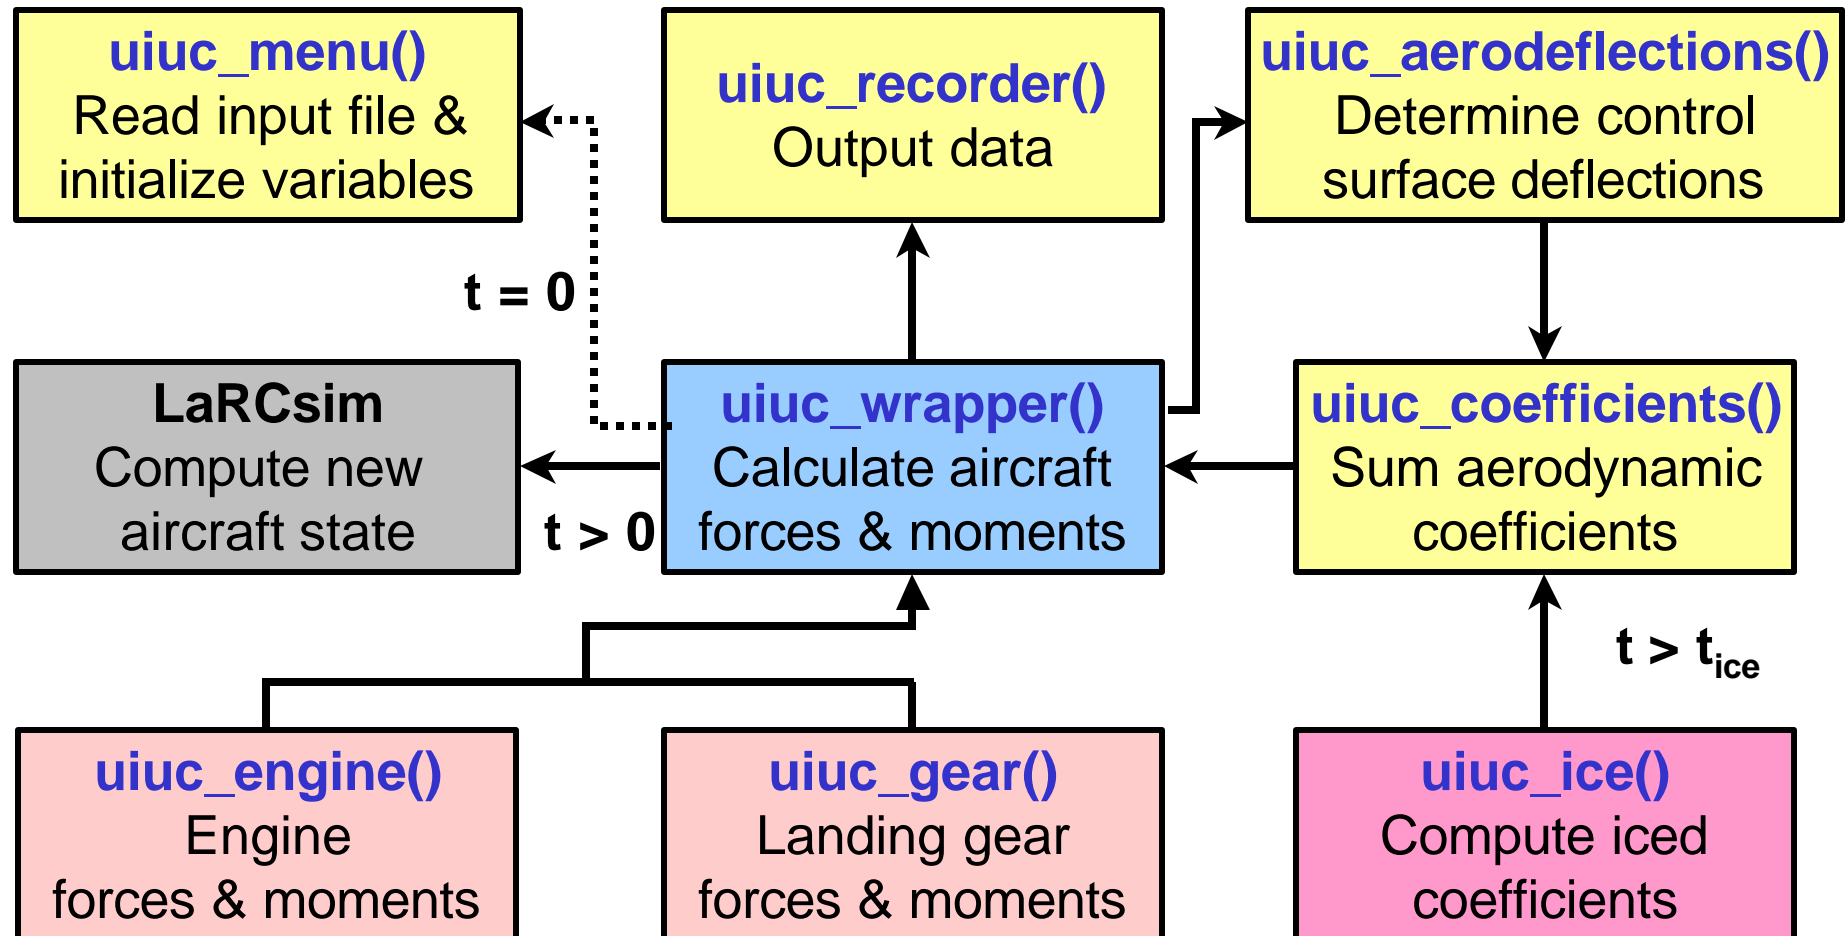 uiuc_menu()
Read input file &
initialize variables
uiuc_recorder()
Output data
uiuc_aerodeflections()
Determine control
surface deflections
t = 0
LaRCsim
Compute new
aircraft state
t > 0
uiuc_wrapper()
Calculate aircraft
forces & moments
uiuc_coefficients()
Sum aerodynamic
coefficients
t > tice
uiuc_engine()
Engine
forces & moments
uiuc_gear()
Landing gear
forces & moments
uiuc_ice()
Compute iced
coefficients